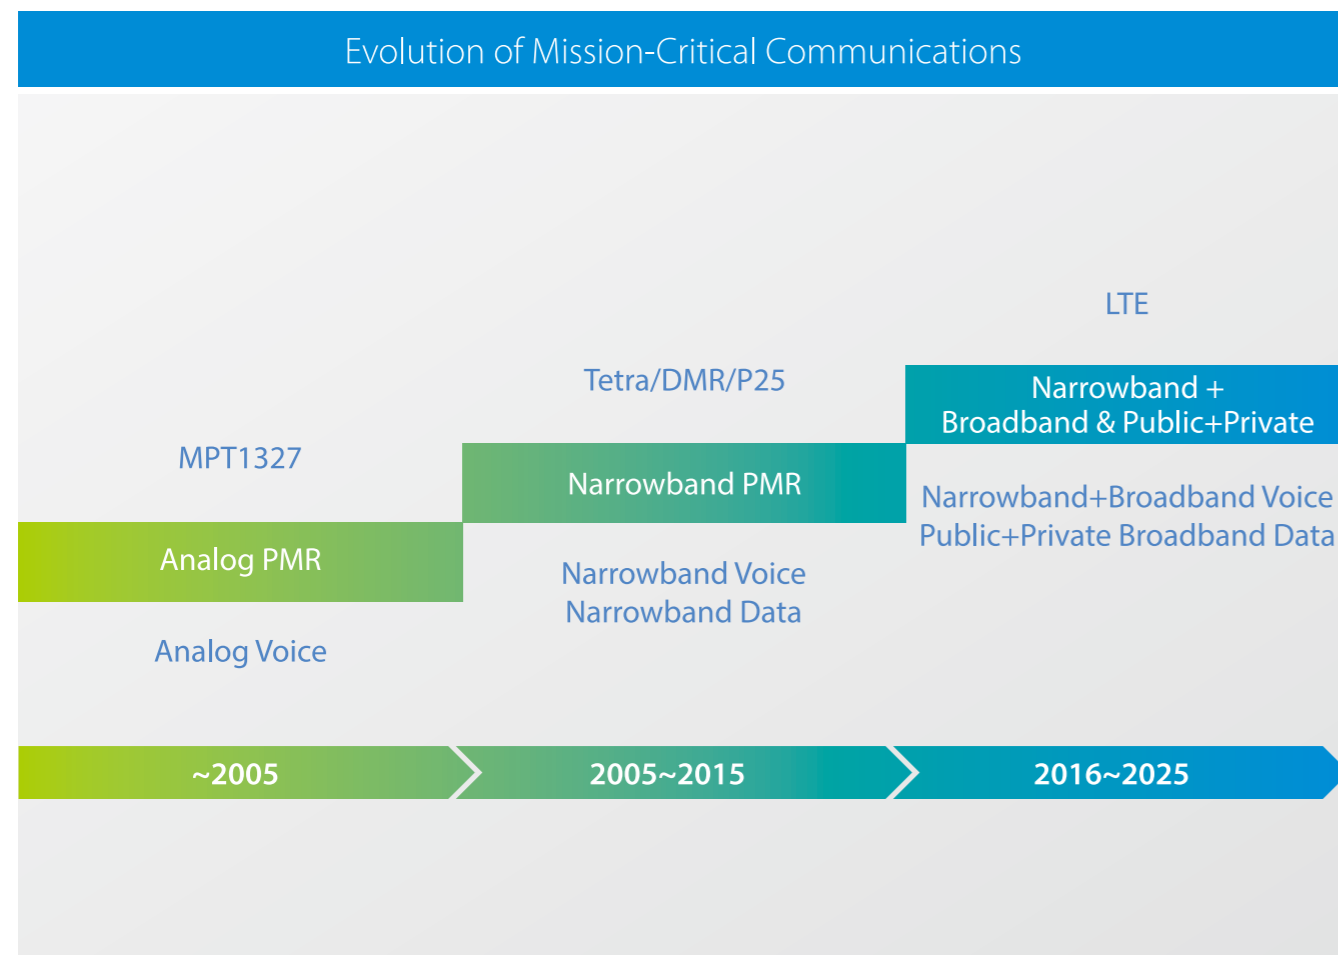 Evolution of Mission-Critical Communications
MPT1327
Analog PMR
Analog Voice
Tetra/DMR/P25
Narrowband PMR
Narrowband Voice
Narrowband Data
LTE
Narrowband +
Broadband & Public+Private
Narrowband+Broadband Voice
Public+Private Broadband Data
~2005
2005~2015
2016~2025